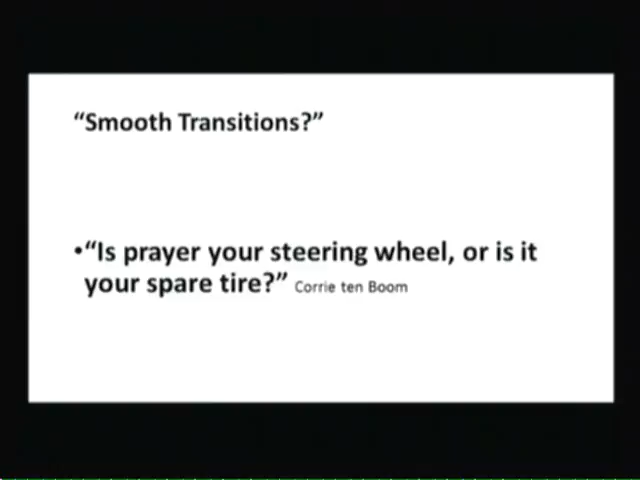 “Smooth Transitions?”
•“Is prayer your steering wheel, or is it
your spare tire?” Corrie ten Boom